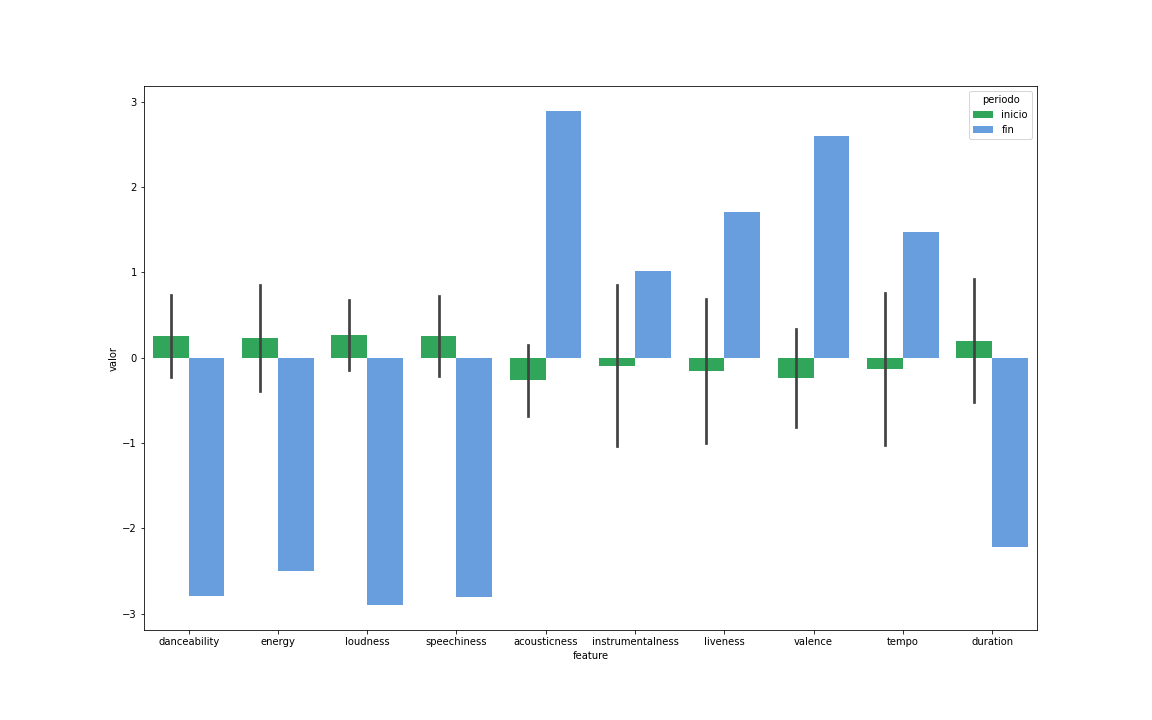 periodo
inicio
fin
3
2
1
0
−1
−2
−3
valor
danceability energy loudness speechiness acousticness instrumentalness liveness valence tempo duration
feature